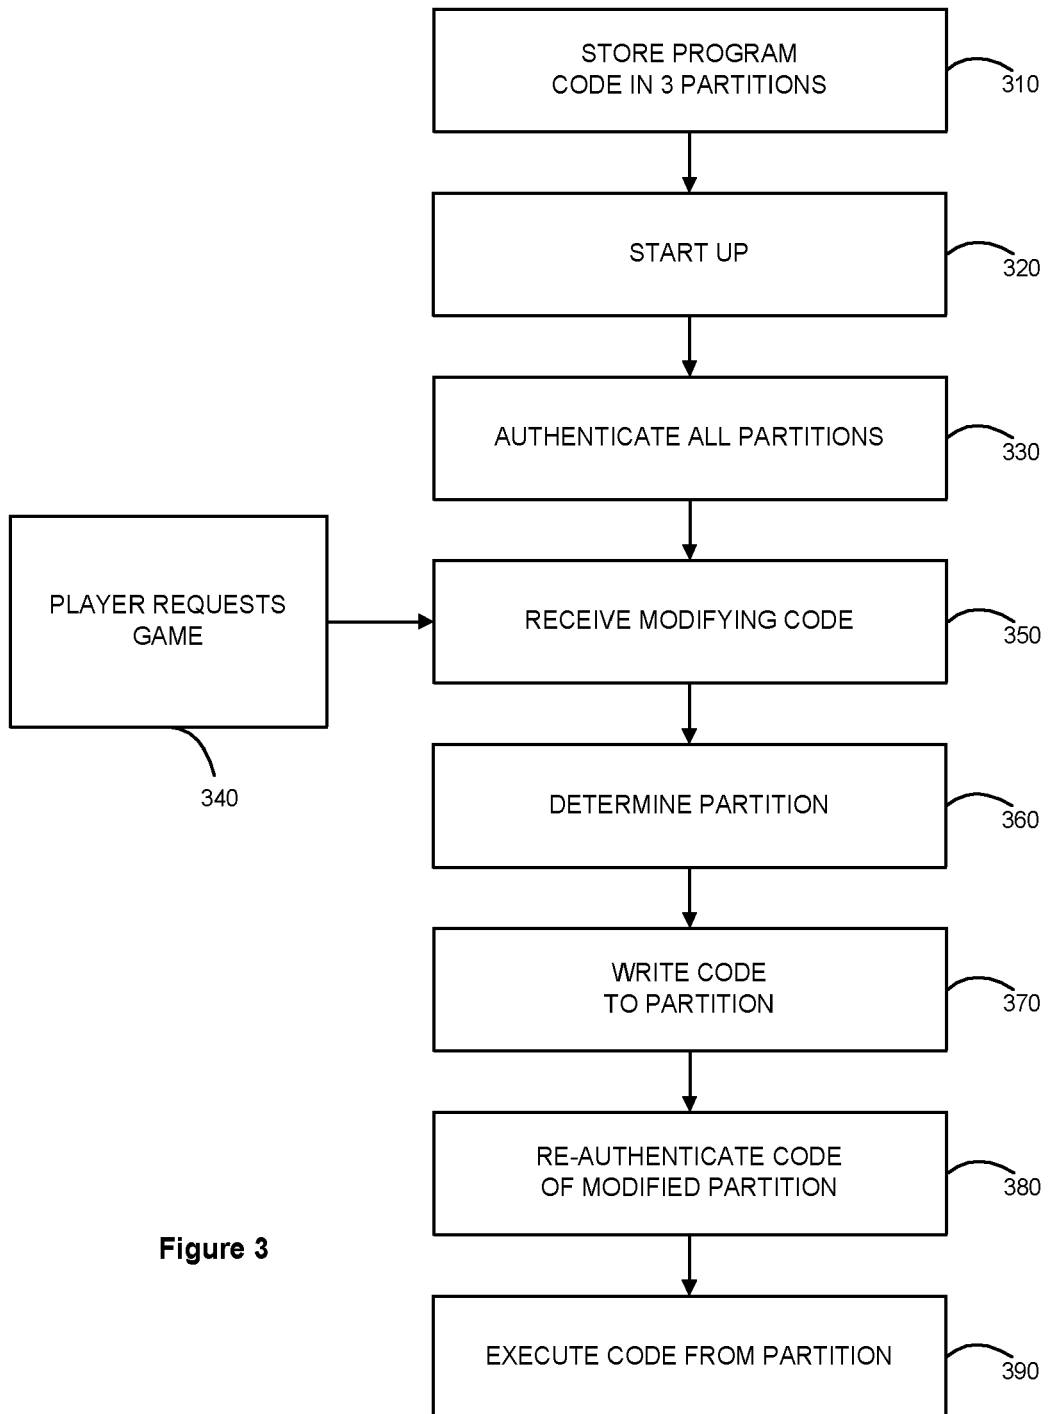 STORE PROGRAM
CODE IN 3 PARTITIONS
310
START UP
320
AUTHENTICATE ALL PARTITIONS
330
PLAYER REQUESTS
GAME
340
RECEIVE MODIFYING CODE
350
DETERMINE PARTITION
360
WRITE CODE
TO PARTITION
370
RE-AUTHENTICATE CODE
OF MODIFIED PARTITION
380
Figure 3
EXECUTE CODE FROM PARTITION
390